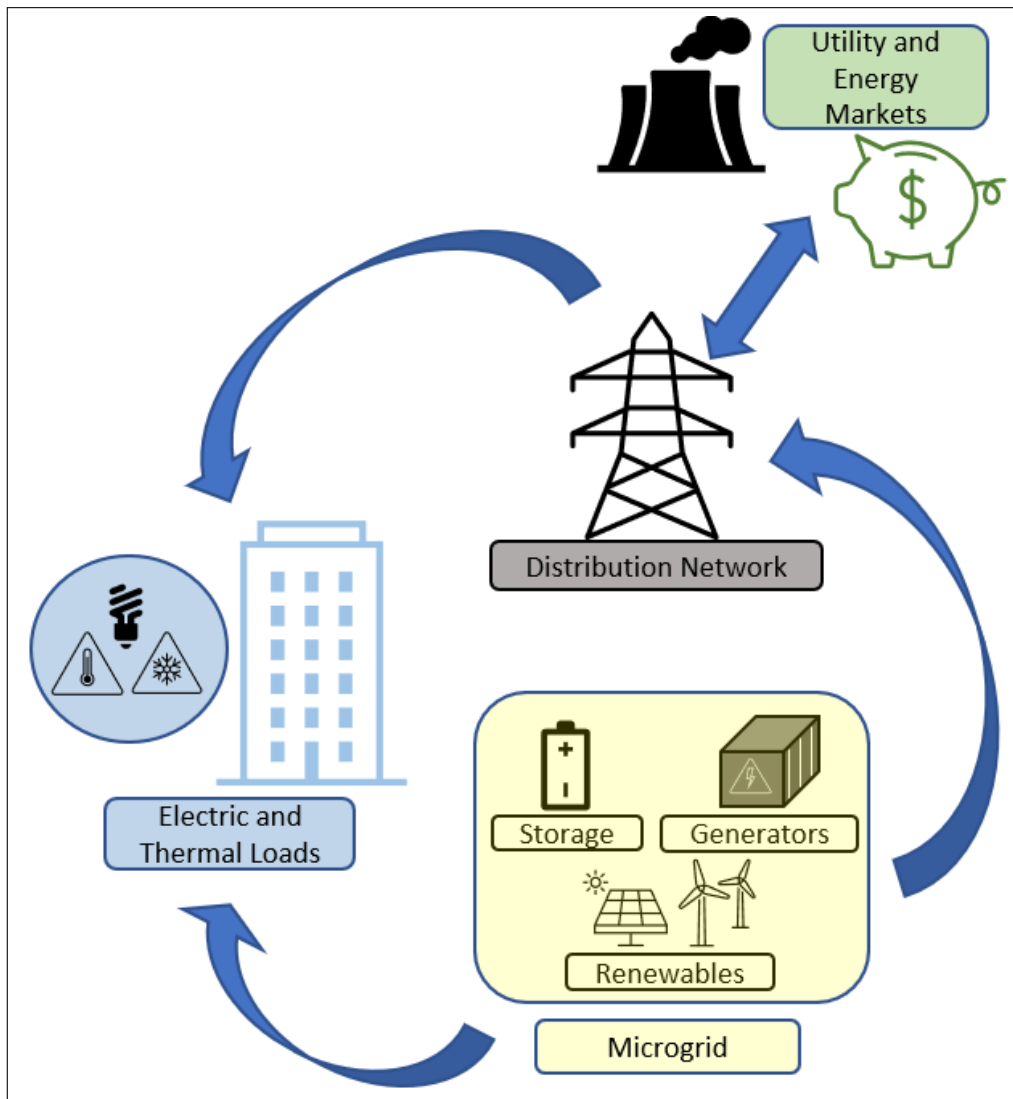 Utility and
Energy
Markets
$
Distribution Network
+
-
Storage
Generators
Renewables
Electric and
Thermal Loads
Microgrid